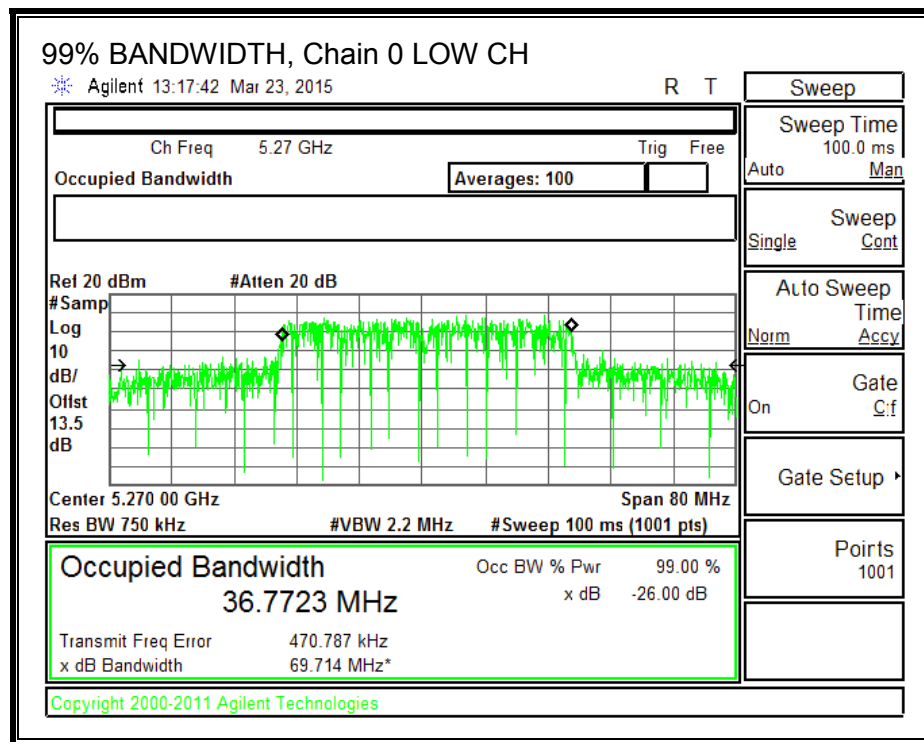 99% BANDWIDTH, Chain 0 LOW CH
Agilent 13:17:42 Mar 23, 2015 R T
Ch Freq 5.27 GHz Trig Free
Occupied Bandwidth Averages: 100
Ref 20 dBm #Atten 20 dB
#Samp
Log
10
dB/
Offst
13.5
dB
Center 5.270 00 GHz Span 80 MHz
Res BW 750 kHz #VBW 2.2 MHz #Sweep 100 ms (1001 pts)
Occupied Bandwidth Occ BW % Pwr 99.00 %
36.7723 MHz x dB -26.00 dB
Transmit Freq Error 470.787 kHz
x dB Bandwidth 69.714 MHz*
Copyright 2000-2011 Agilent Technologies
Sweep
Sweep Time
100.0 ms
Auto Man
Sweep
Single Cont
Auto Sweep
Time
Norm Accy
Gate
On Off
Gate Setup
Points
1001